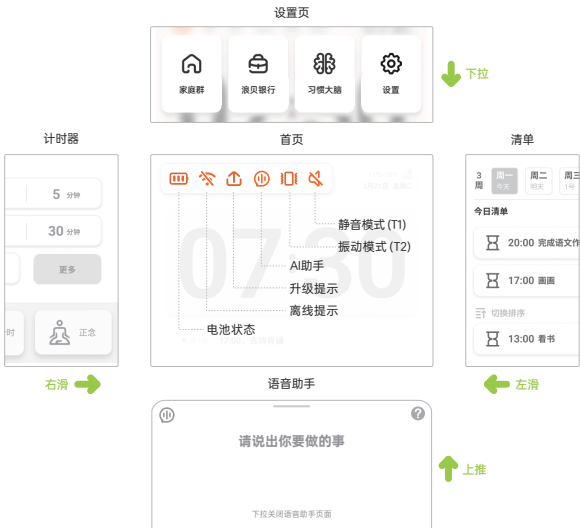 设置页
家庭群
浪贝银行
习惯大脑
设置
下拉
计时器
首页
清单
5 分钟
30 分钟
更多
正念
时
静音模式 (T1)
振动模式 (T2)
AI助手
升级提示
离线提示
电池状态
07:30
3
周
周一
今天
周二
明天
周三
1号
今日清单
20:00 完成语文作
17:00 画画
切换排序
13:00 看书
右滑
语音助手
左滑
请说出你要做的事
?
上推
下拉关闭语音助手页面